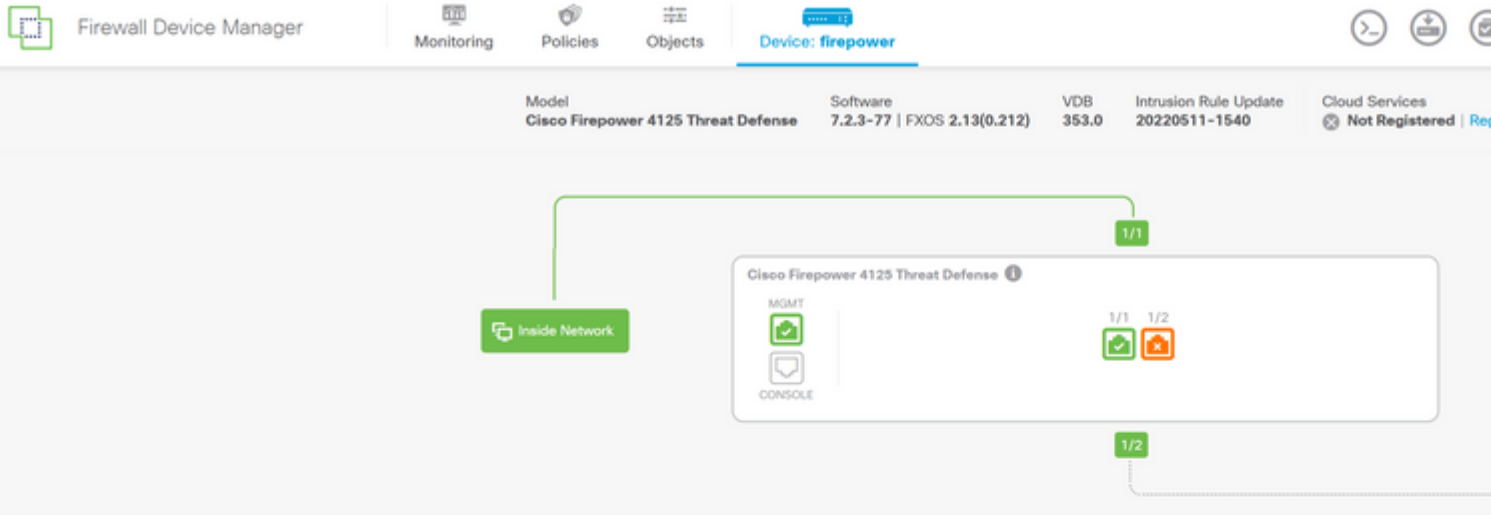 Firewall Device Manager
Monitoring
Policies
Objects
Device: firepower
Model
Cisco Firepower 4125 Threat Defense
Software
7.2.3-77 | FXOS 2.13(0.212)
VDB
353.0
Intrusion Rule Update
20220511-1540
Cloud Services
Not Registered | Reg
1/1
Cisco Firepower 4125 Threat Defense
MGMT
1/1 1/2
Inside Network
CONSOLE
1/2